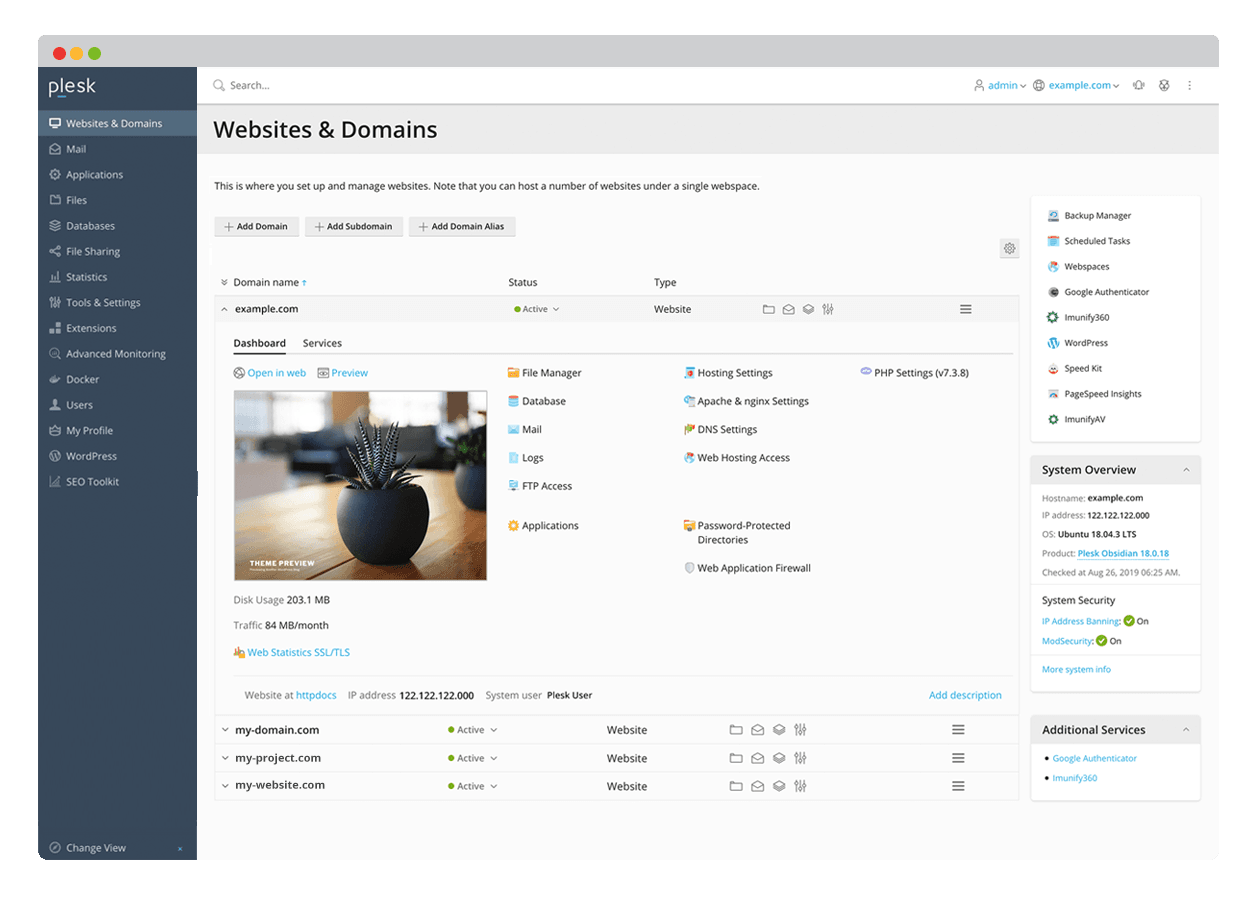 plesk
Search...
admin
example.com
Websites & Domains
Mail
Applications
Files
Databases
File Sharing
Statistics
Tools & Settings
Extensions
Advanced Monitoring
Docker
Users
My Profile
WordPress
SEO Toolkit
Change View
Websites & Domains
This is where you set up and manage websites. Note that you can host a number of websites under a single webspace.
Add Domain
Add Subdomain
Add Domain Alias
Domain name ↑ Status Type
example.com Active Website
Dashboard Services
Open in web Preview
THEME PREVIEW
Disk Usage 203.1 MB
Traffic 84 MB/month
Web Statistics SSL/TLS
File Manager
Database
Mail
Logs
FTP Access
Applications
Hosting Settings
Apache & nginx Settings
DNS Settings
Web Hosting Access
Password-Protected
Directories
Web Application Firewall
PHP Settings (v7.3.8)
Website at httpdocs IP address 122.122.122.000 System user Plesk User Add description
my-domain.com Active Website
my-project.com Active Website
my-website.com Active Website
Backup Manager
Scheduled Tasks
Webspaces
Google Authenticator
Imunify360
WordPress
Speed Kit
PageSpeed Insights
ImunifyAV
System Overview
Hostname: example.com
IP address: 122.122.122.000
OS: Ubuntu 18.04.3 LTS
Product: Plesk Obsidian 18.0.18
Checked at Aug 26, 2019 06:25 AM.
System Security
IP Address Banning: On
ModSecurity: On
More system info
Additional Services
Google Authenticator
Imunify360